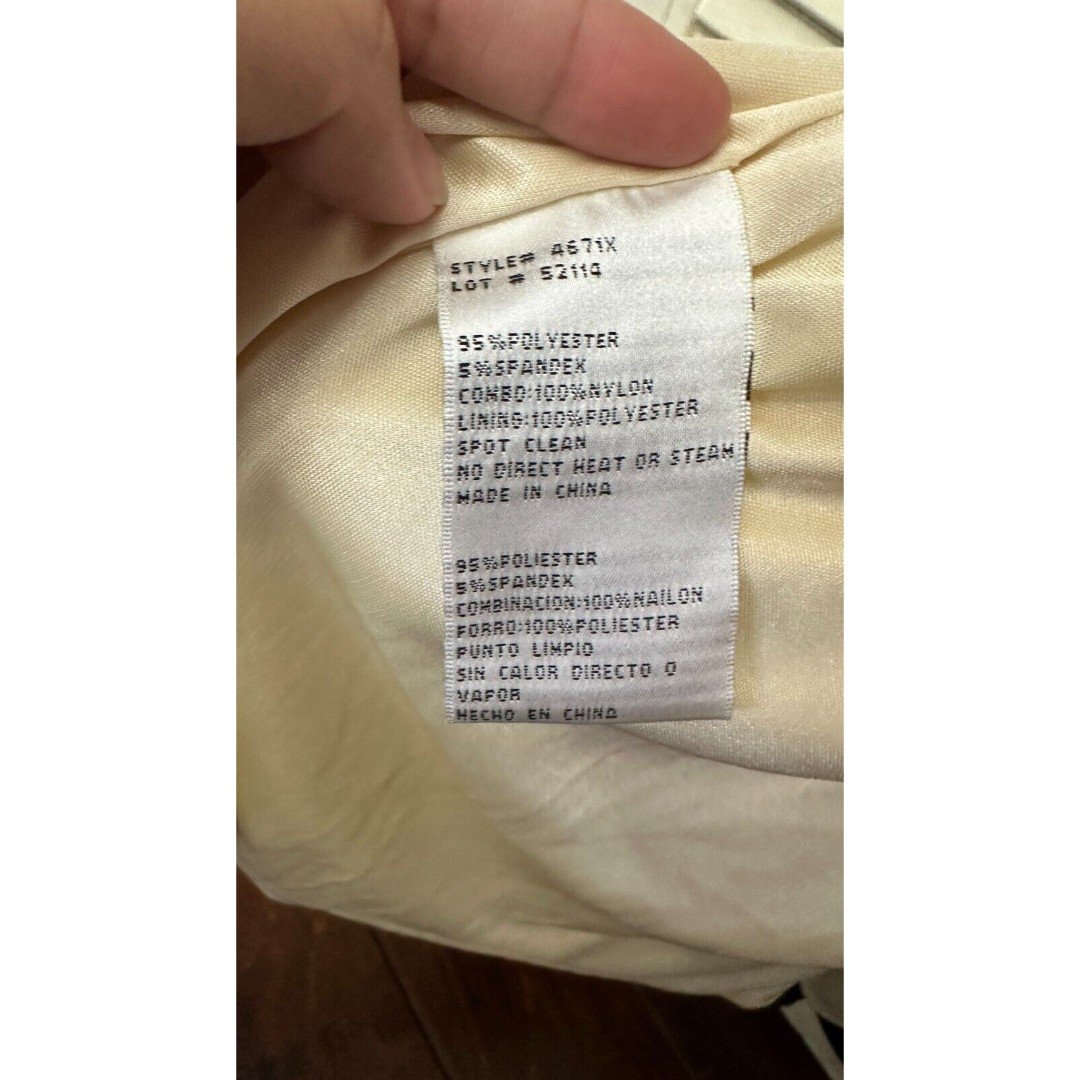 STYLE# 4671X
LOT # 52114
95%POLYESTER
5%SPANDEX
COMBO:100%NYLON
LINING:100%POLYESTER
SPOT CLEAN
NO DIRECT HEAT OR STEAM
MADE IN CHINA
95%POLIESTER
5%SPANDEX
COMBINACION:100%NAILON
FORRO:100%POLIESTER
PUNTO LIMPIO
SIN CALOR DIRECTO O
VAPOR
HECHO EN CHINA